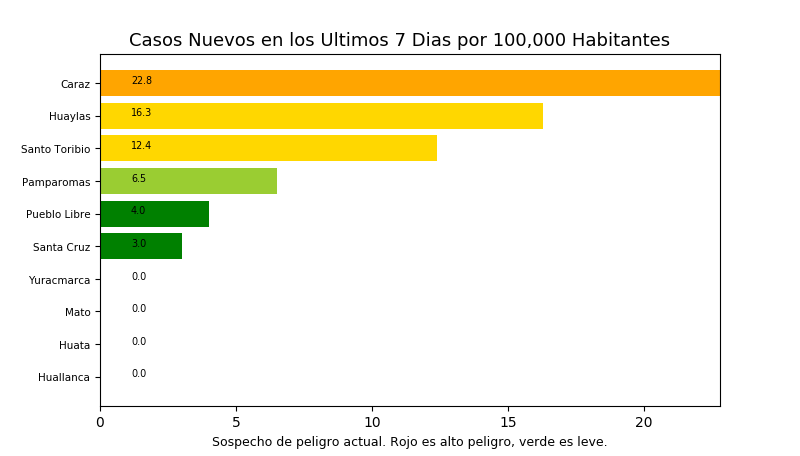 Casos Nuevos en los Ultimos 7 Dias por 100,000 Habitantes
Caraz 22.8
Huaylas 16.3
Santo Toribio 12.4
Pamparomas 6.5
Pueblo Libre 4.0
Santa Cruz 3.0
Yuracmarca 0.0
Mato 0.0
Huata 0.0
Huallanca 0.0
0 5 10 15 20
Sospecho de peligro actual. Rojo es alto peligro, verde es leve.